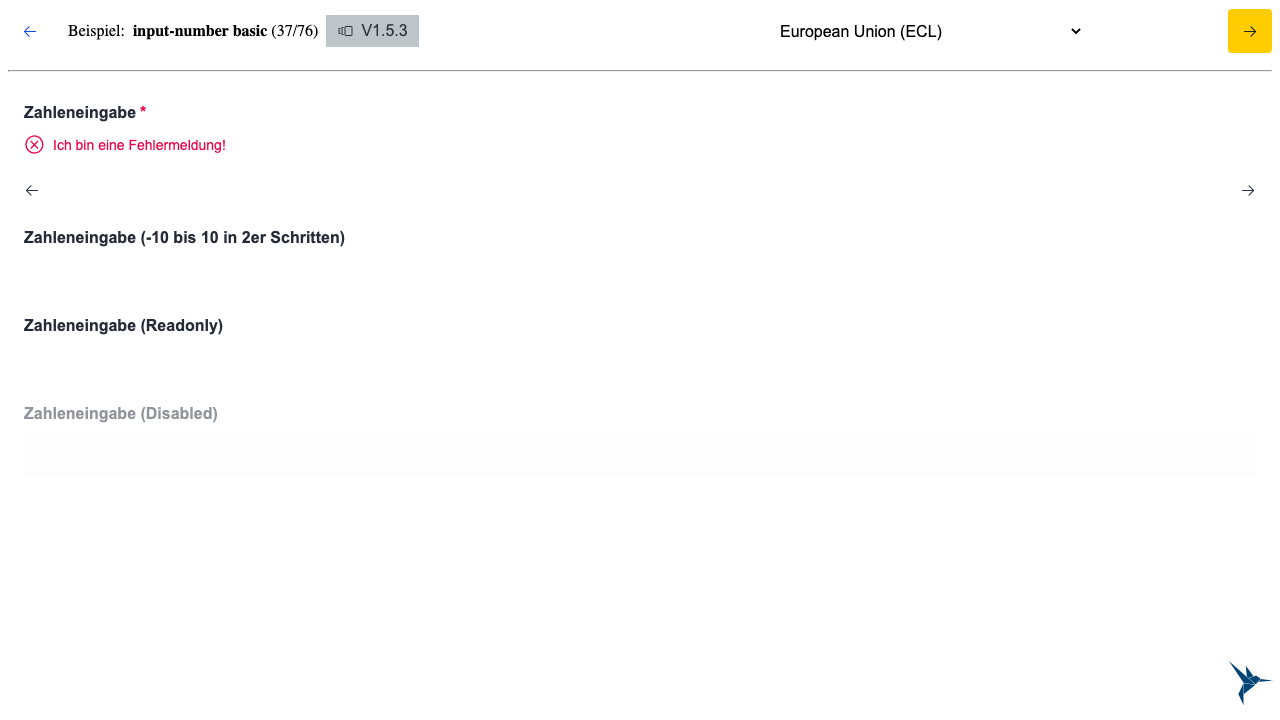 Beispiel: input-number basic (37/76) V1.5.3 European Union (ECL)
Zahleneingabe *
Ich bin eine Fehlermeldung!
Zahleneingabe (-10 bis 10 in 2er Schritten)
Zahleneingabe (Readonly)
Zahleneingabe (Disabled)